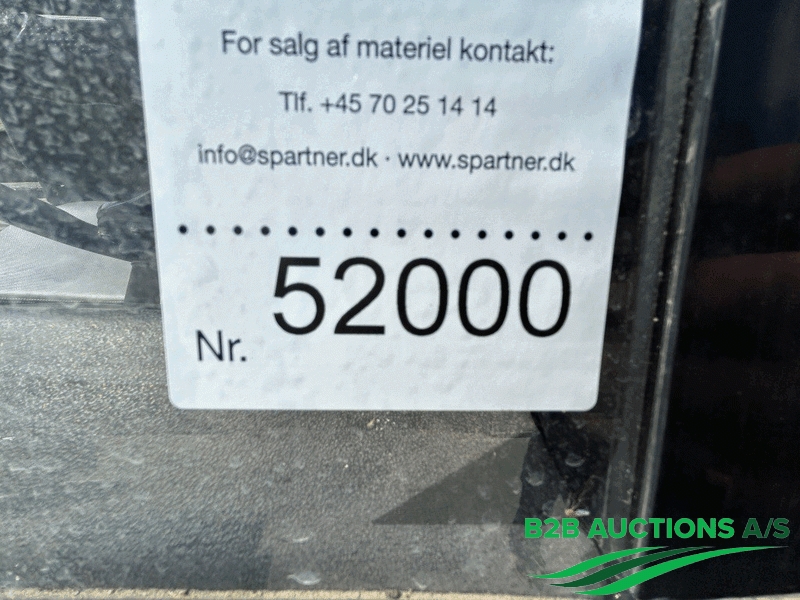 For salg af materiel kontakt:
Tlf. +45 70 25 14 14
info@spartner.dk · www.spartner.dk
Nr. 52000
B2B AUCTIONS A/S